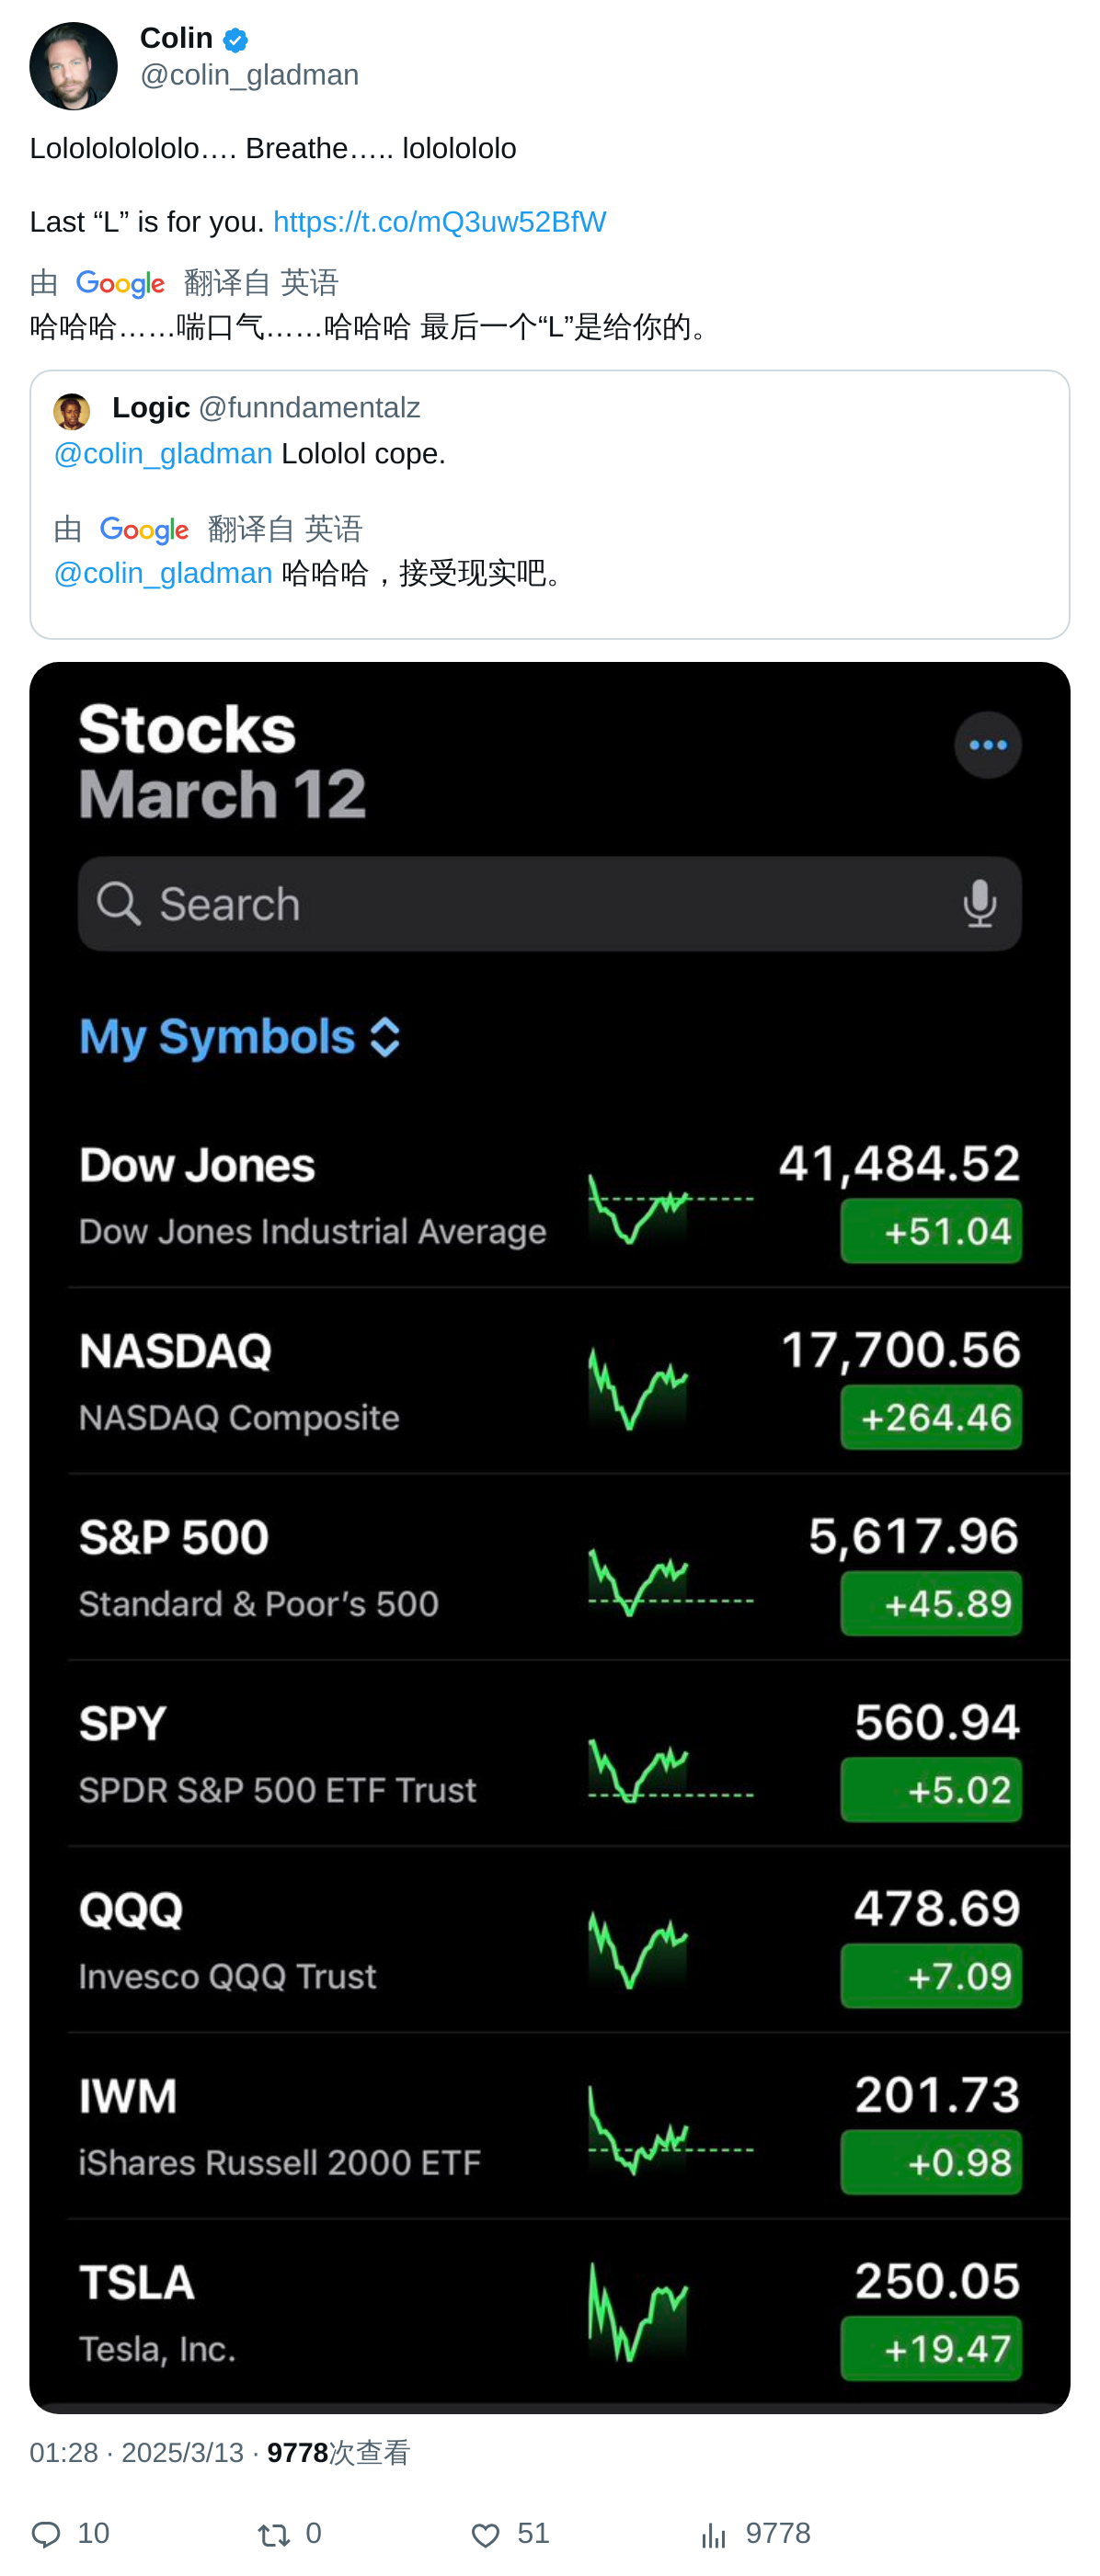 Colin
@colin_gladman
Lolololololololo…. Breathe….. lololololo
Last “L” is for you. https://t.co/mQ3uw52BfW
由 Google 翻译自 英语
哈哈哈……喘口气……哈哈哈 最后一个“L”是给你的。
Logic @funndamentalz
@colin_gladman Lololol cope.
由 Google 翻译自 英语
@colin_gladman 哈哈哈，接受现实吧。
Stocks
March 12
Search
My Symbols
Dow Jones 41,484.52
Dow Jones Industrial Average +51.04
NASDAQ 17,700.56
NASDAQ Composite +264.46
S&P 500 5,617.96
Standard & Poor’s 500 +45.89
SPY 560.94
SPDR S&P 500 ETF Trust +5.02
QQQ 478.69
Invesco QQQ Trust +7.09
IWM 201.73
iShares Russell 2000 ETF +0.98
TSLA 250.05
Tesla, Inc. +19.47
01:28 · 2025/3/13 · 9778次查看
10 0 51 9778